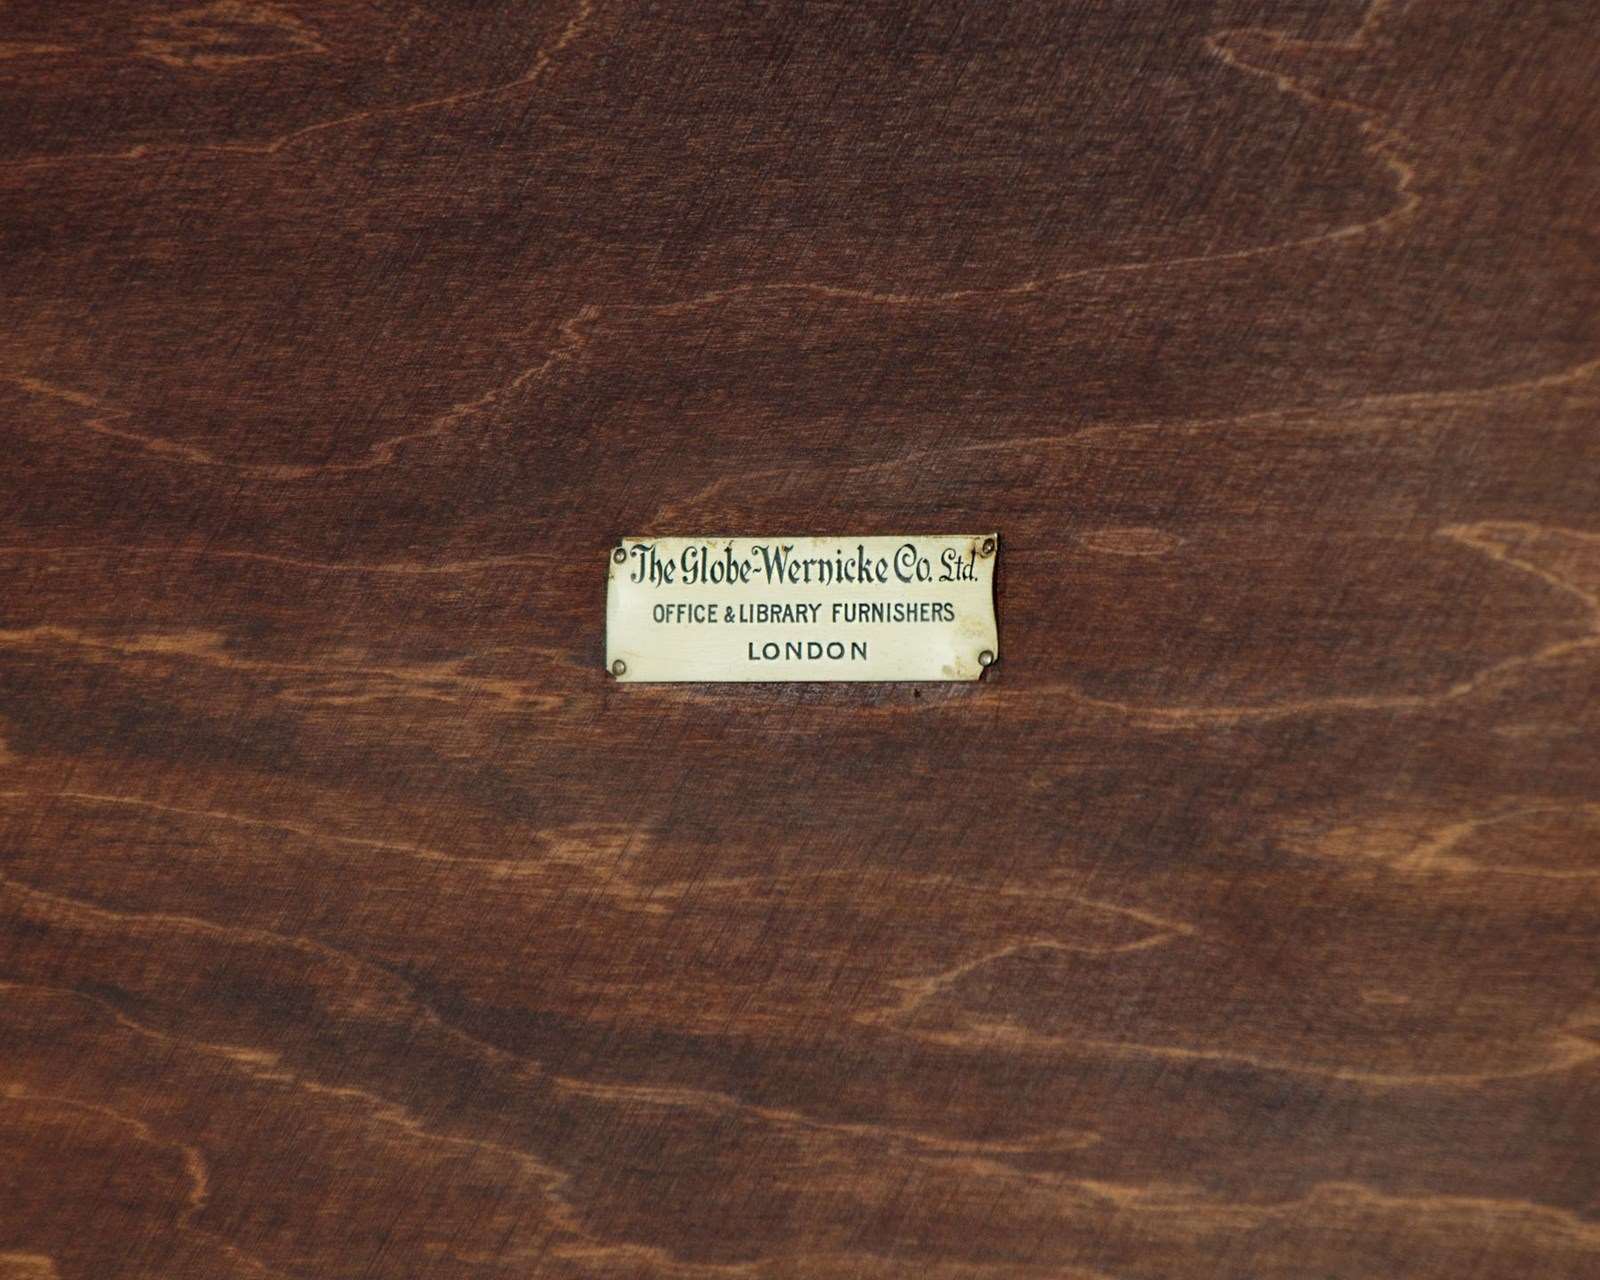 The Globe-Wernicke Co. Ltd.
OFFICE & LIBRARY FURNISHERS
LONDON